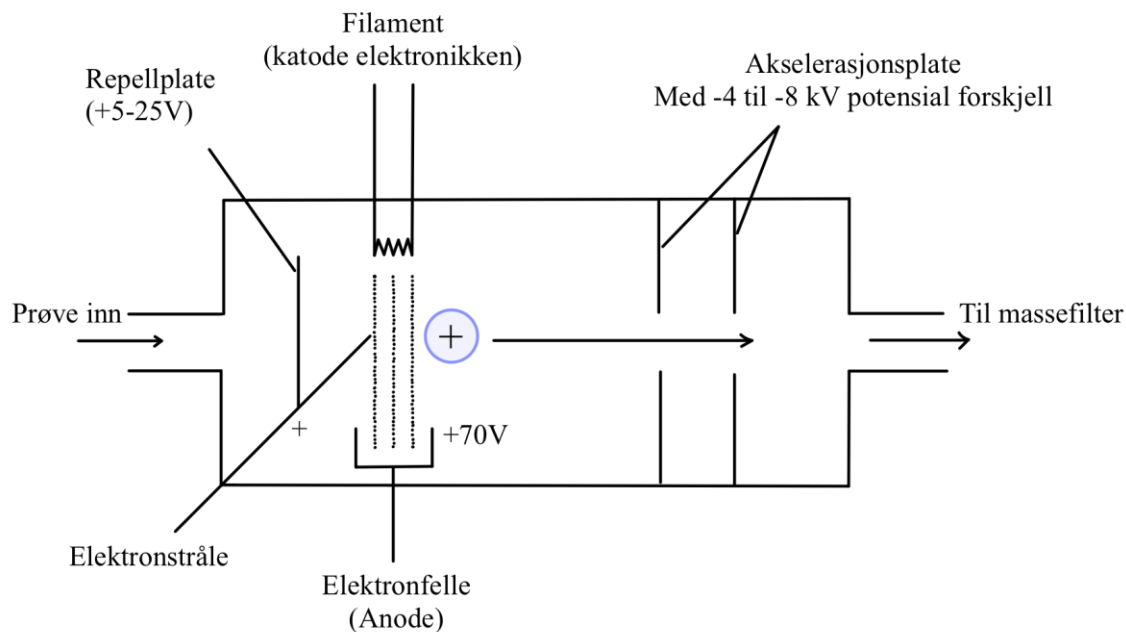 Filament
(katode elektronikken)
Repellplate
(+5-25V)
Akselerasjonsplate
Med -4 til -8 kV potensial forskjell
Prøve inn
+
Til massefilter
+
+70V
Elektronstråle
Elektronfelle
(Anode)